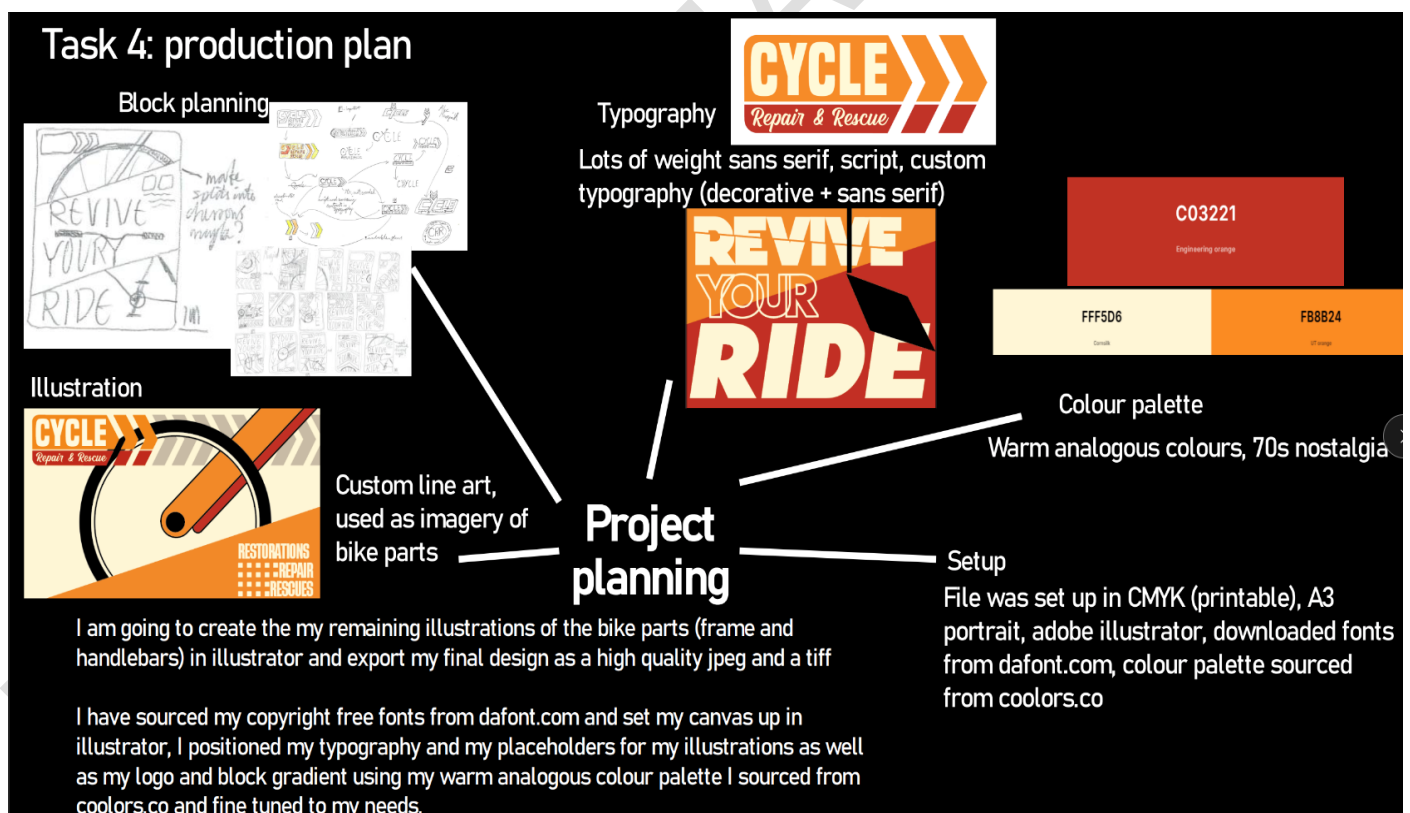 Task 4: production plan
Block planning
make
splits into
chevrons
maybe?
REVIVE
YOUR
RIDE
CYCLE
Repair & Rescue
Typography
Lots of weight sans serif, script, custom
typography (decorative + sans serif)
REVIVE
YOUR
RIDE
C03221
Engineering orange
FFF5D6
Cornsilk
FB8B24
UT orange
Colour palette
Warm analogous colours, 70s nostalgia
Illustration
CYCLE
Repair & Rescue
RESTORATIONS
REPAIR
RESCUES
Custom line art,
used as imagery of
bike parts
Project
planning
Setup
File was set up in CMYK (printable), A3
portrait, adobe illustrator, downloaded fonts
from dafont.com, colour palette sourced
from coolors.co
I am going to create the my remaining illustrations of the bike parts (frame and
handlebars) in illustrator and export my final design as a high quality jpeg and a tiff
I have sourced my copyright free fonts from dafont.com and set my canvas up in
illustrator, I positioned my typography and my placeholders for my illustrations as well
as my logo and block gradient using my warm analogous colour palette I sourced from
coolors.co and fine tuned to my needs.